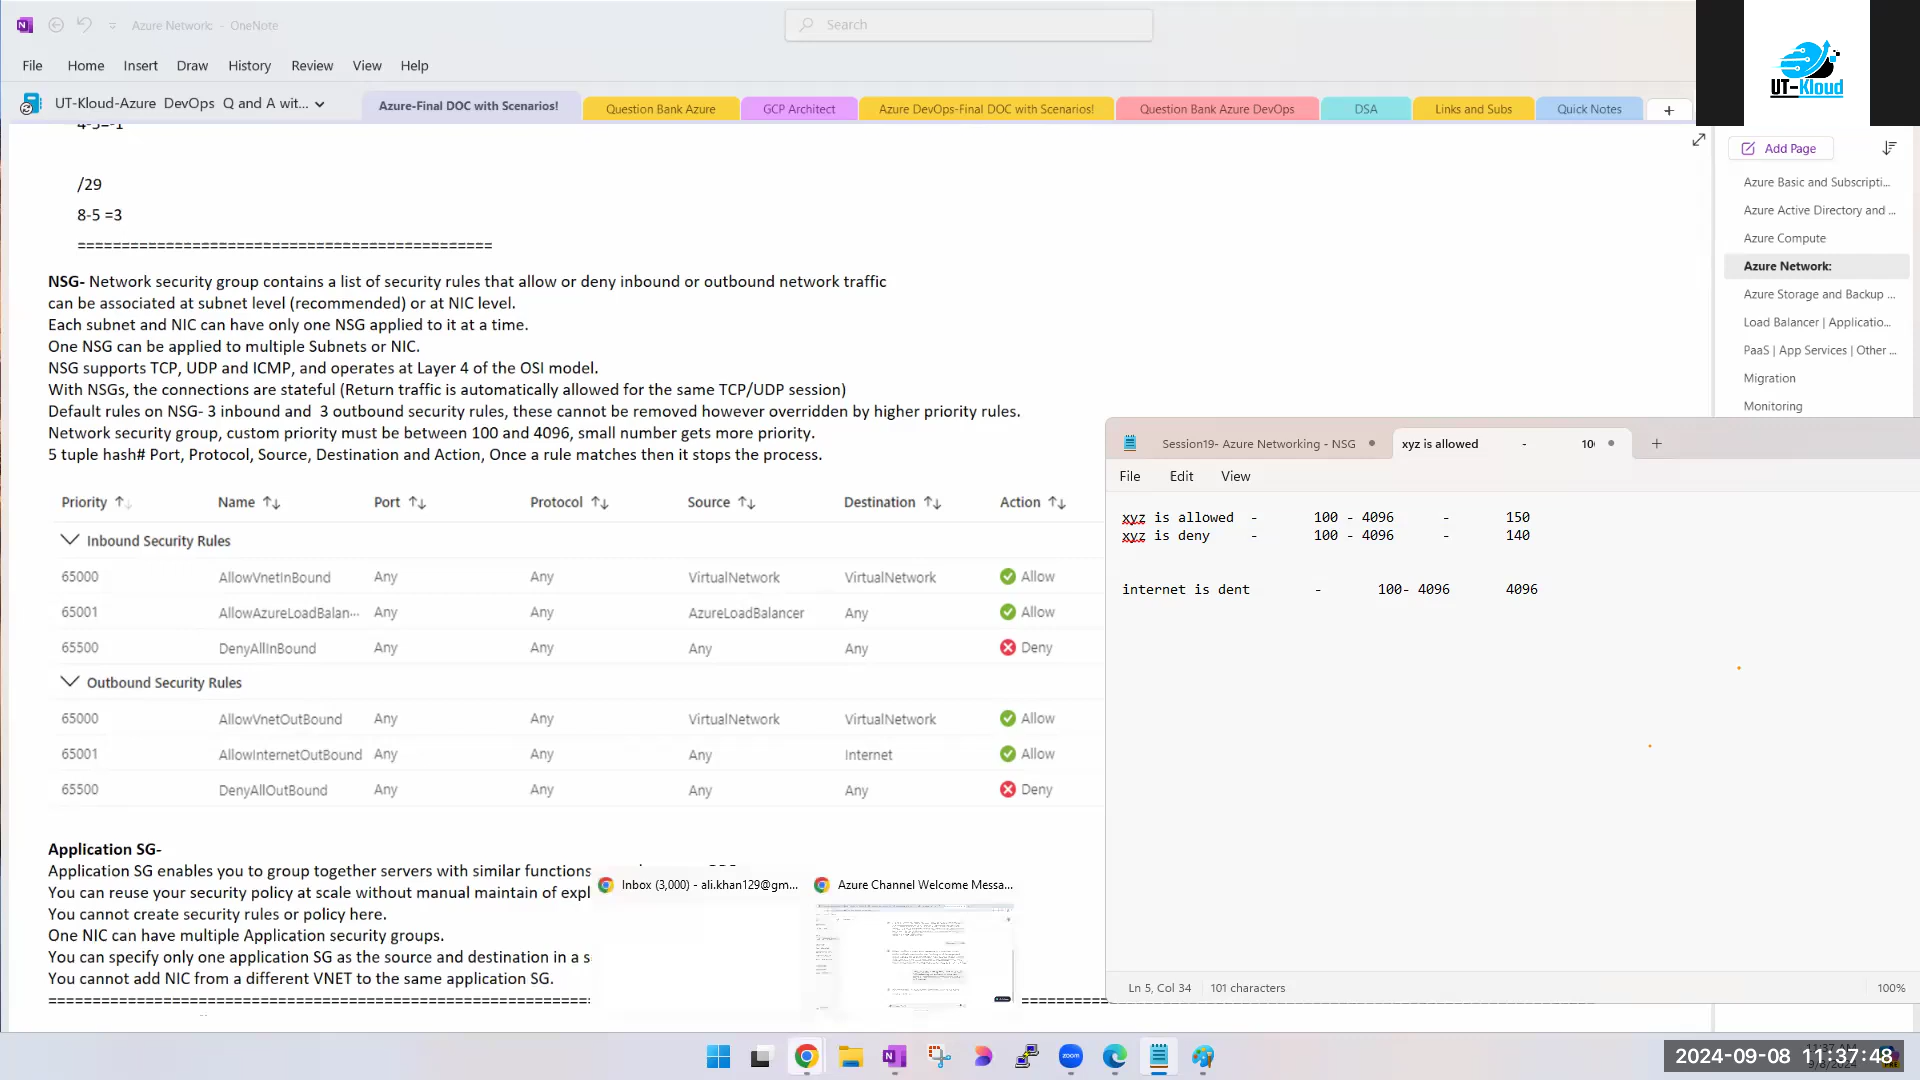 Azure Network: - OneNote
Search
File Home Insert Draw History Review View Help
UT-Kloud-Azure DevOps Q and A wit...
Azure-Final DOC with Scenarios!
Question Bank Azure
GCP Architect
Azure DevOps-Final DOC with Scenarios!
Question Bank Azure DevOps
DSA
Links and Subs
Quick Notes
UT-Kloud
Add Page
Azure Basic and Subscripti...
Azure Active Directory and ...
Azure Compute
Azure Network:
Azure Storage and Backup ...
Load Balancer | Applicatio...
PaaS | App Services | Other ...
Migration
Monitoring
4-5=-1
/29
8-5 =3
==============================================
NSG- Network security group contains a list of security rules that allow or deny inbound or outbound network traffic
can be associated at subnet level (recommended) or at NIC level.
Each subnet and NIC can have only one NSG applied to it at a time.
One NSG can be applied to multiple Subnets or NIC.
NSG supports TCP, UDP and ICMP, and operates at Layer 4 of the OSI model.
With NSGs, the connections are stateful (Return traffic is automatically allowed for the same TCP/UDP session)
Default rules on NSG- 3 inbound and 3 outbound security rules, these cannot be removed however overridden by higher priority rules.
Network security group, custom priority must be between 100 and 4096, small number gets more priority.
5 tuple hash# Port, Protocol, Source, Destination and Action, Once a rule matches then it stops the process.
Priority Name Port Protocol Source Destination Action
Inbound Security Rules
65000 AllowVnetInBound Any Any VirtualNetwork VirtualNetwork Allow
65001 AllowAzureLoadBalan... Any Any AzureLoadBalancer Any Allow
65500 DenyAllInBound Any Any Any Any Deny
Outbound Security Rules
65000 AllowVnetOutBound Any Any VirtualNetwork VirtualNetwork Allow
65001 AllowInternetOutBound Any Any Any Internet Allow
65500 DenyAllOutBound Any Any Any Any Deny
Application SG-
Application SG enables you to group together servers with similar functions
You can reuse your security policy at scale without manual maintain of expl
You cannot create security rules or policy here.
One NIC can have multiple Application security groups.
You can specify only one application SG as the source and destination in a s
You cannot add NIC from a different VNET to the same application SG.
Inbox (3,000) - ali.khan129@gm...
Azure Channel Welcome Messa...
Session19- Azure Networking - NSG
xyz is allowed - 10
File Edit View
xyz is allowed - 100 - 4096 - 150
xyz is deny - 100 - 4096 - 140
internet is dent - 100- 4096 4096
Ln 5, Col 34 101 characters 100%
zoom
2024-09-08 11:37:48